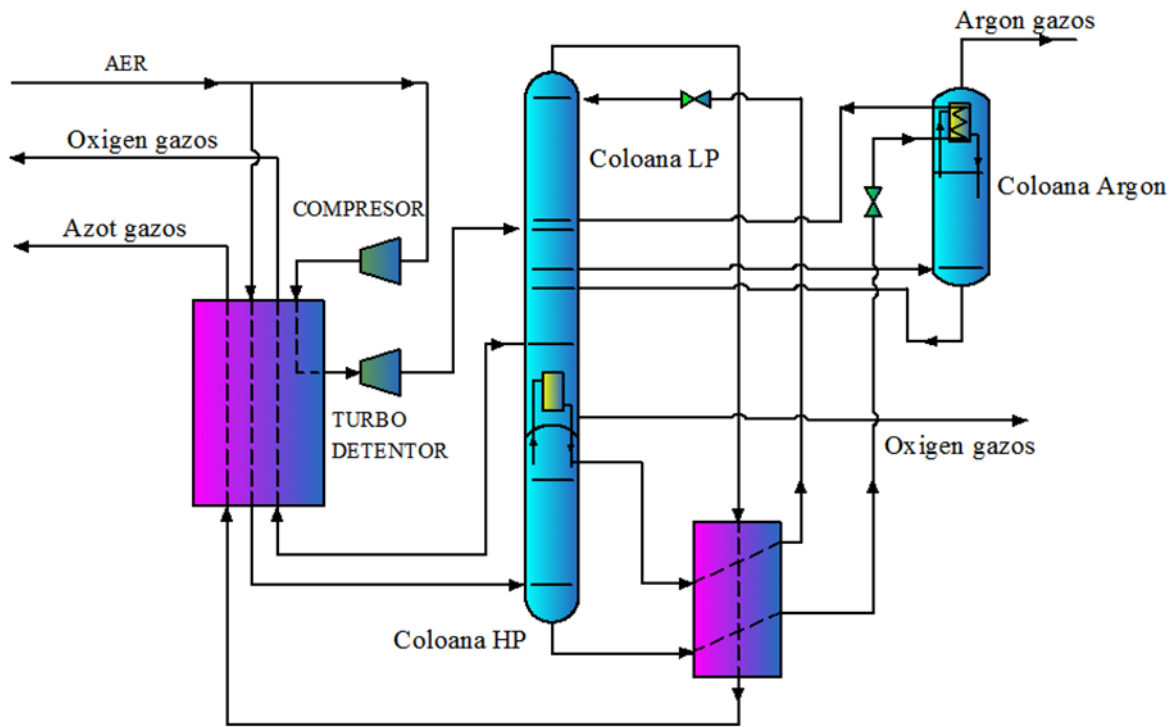 Argon gazos
AER
Oxigen gazos
Coloana LP
Coloana Argon
COMPRESOR
Azot gazos
TURBO
DETENTOR
Oxigen gazos
Coloana HP